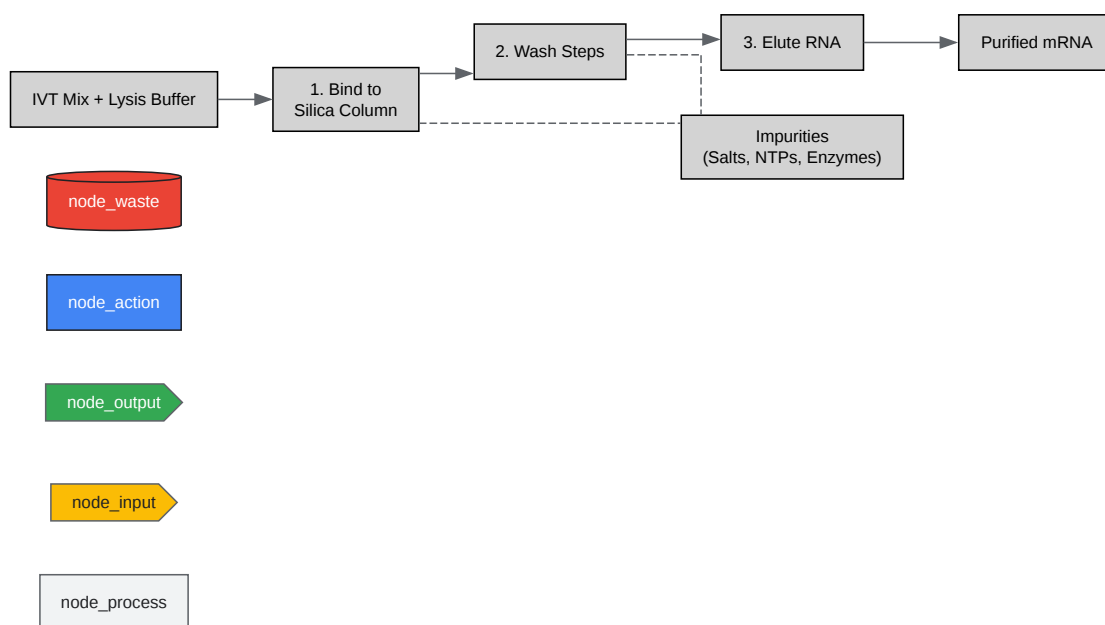 IVT Mix + Lysis Buffer
1. Bind to
Silica Column
2. Wash Steps
3. Elute RNA
Purified mRNA
Impurities
(Salts, NTPs, Enzymes)
node_waste
node_action
node_output
node_input
node_process